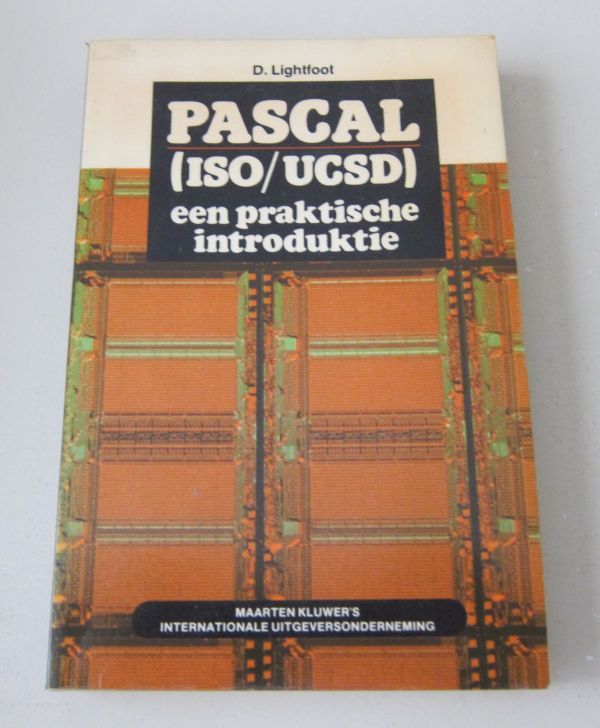 D. Lightfoot
PASCAL
(ISO/UCSD)
een praktische
introduktie
MAARTEN KLUWER'S
INTERNATIONALE UITGEVERSONDERNEMING